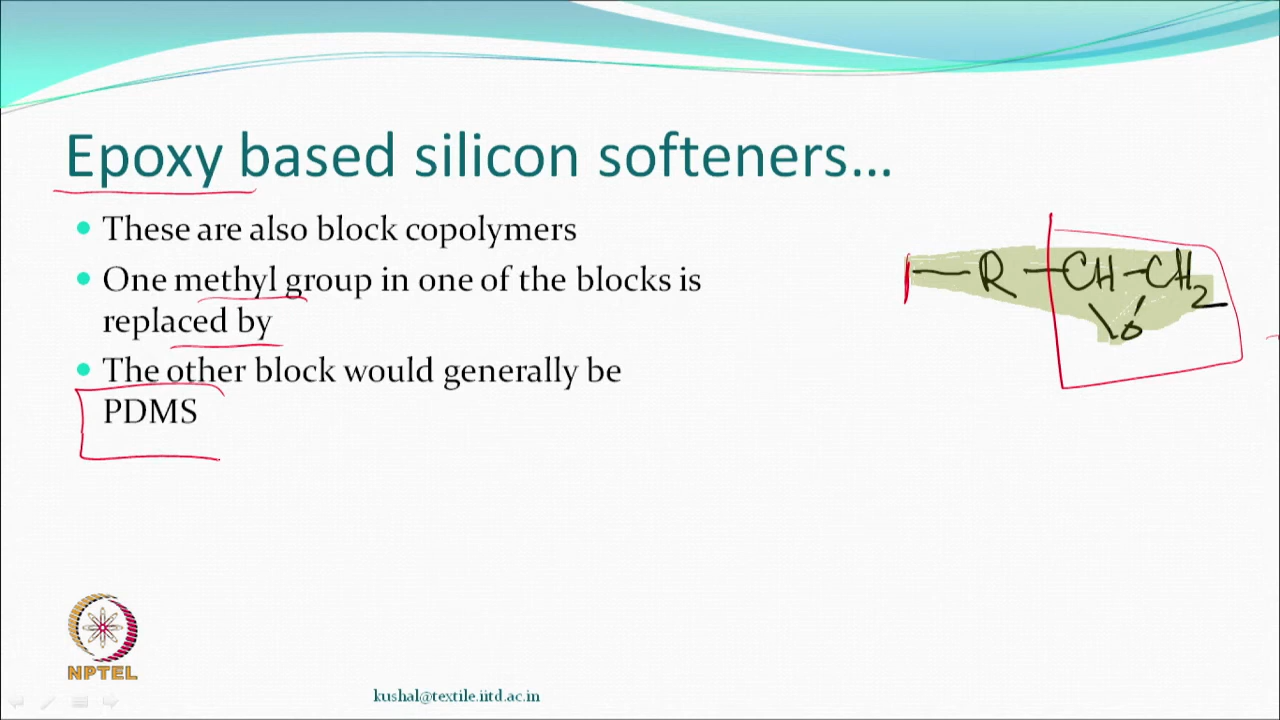 Epoxy based silicon softeners...
These are also block copolymers
One methyl group in one of the blocks is
replaced by
The other block would generally be
PDMS
— R — CH – CH2
\ O /
NPTEL
kushal@textile.iitd.ac.in